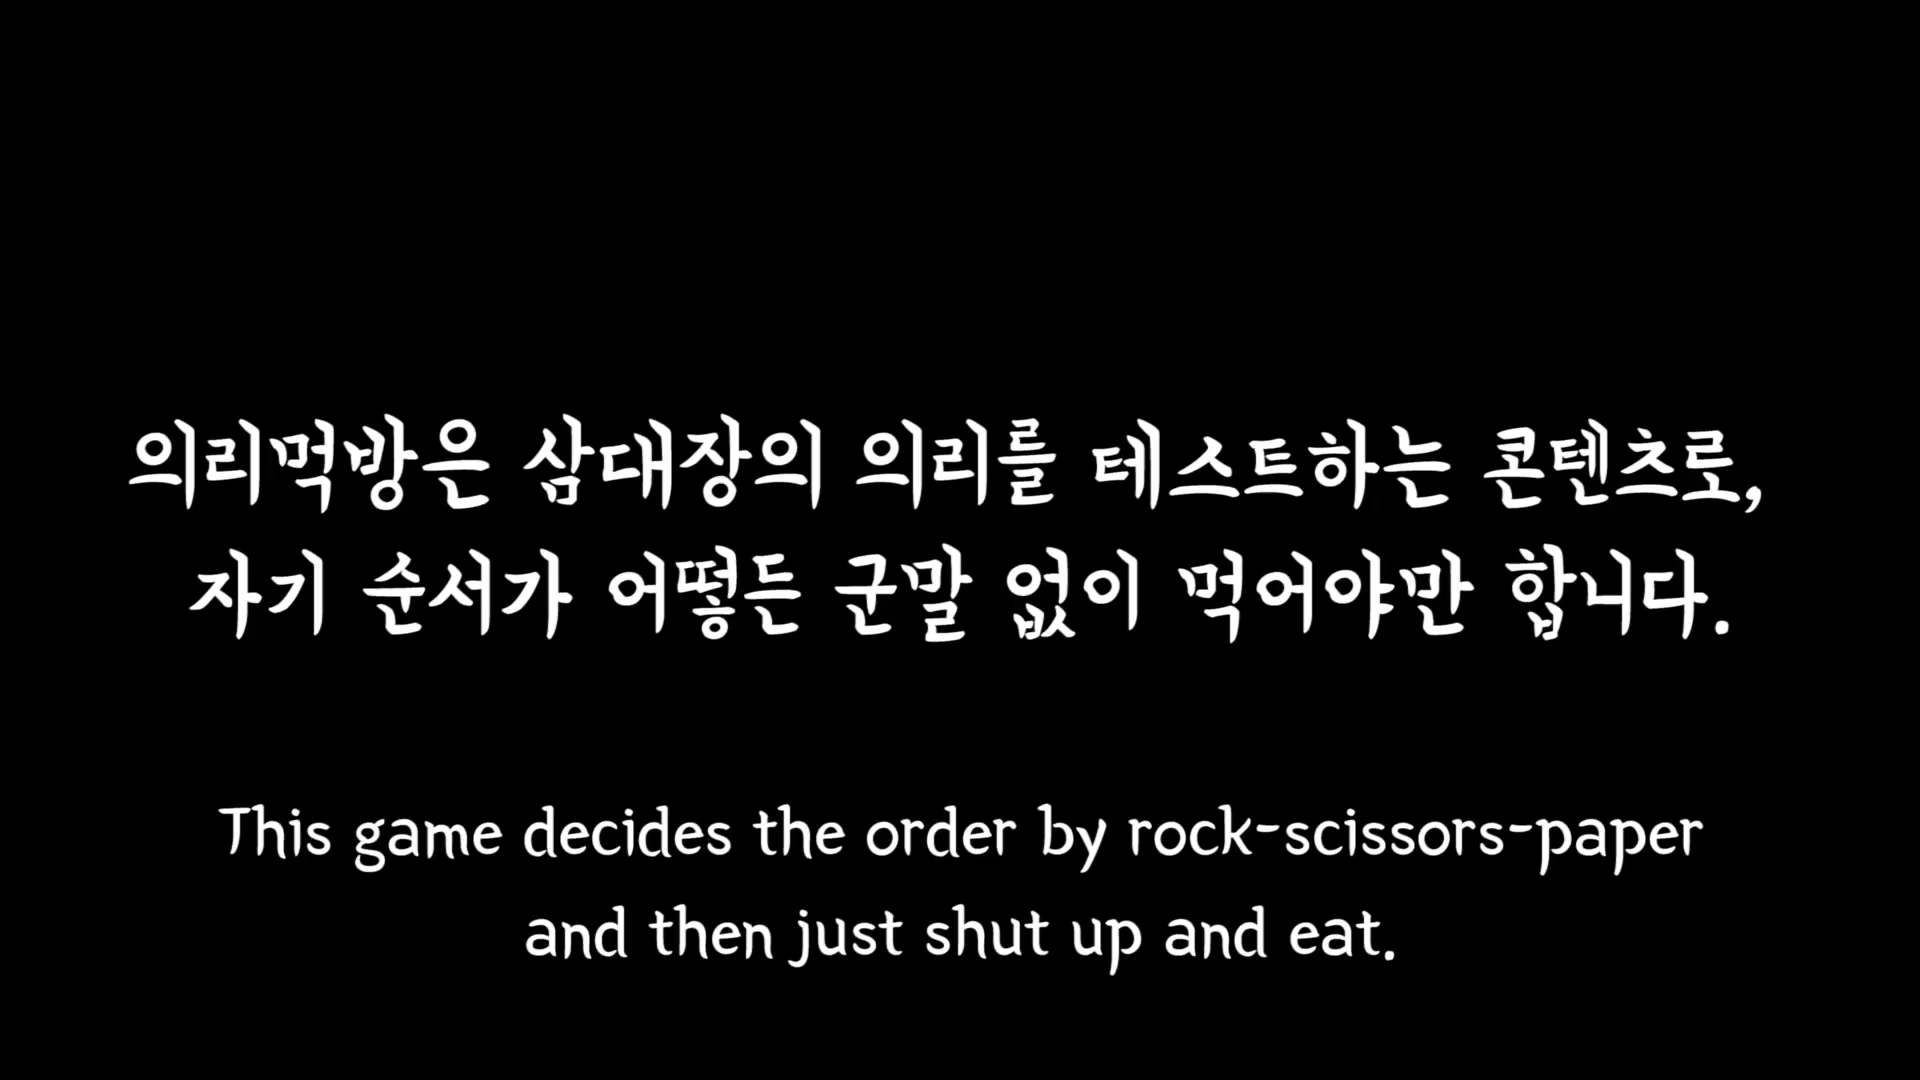 의리먹방은 삼대장의 의리를 테스트하는 콘텐츠로,
자기 순서가 어떻든 군말 없이 먹어야만 합니다.
This game decides the order by rock-scissors-paper
and then just shut up and eat.